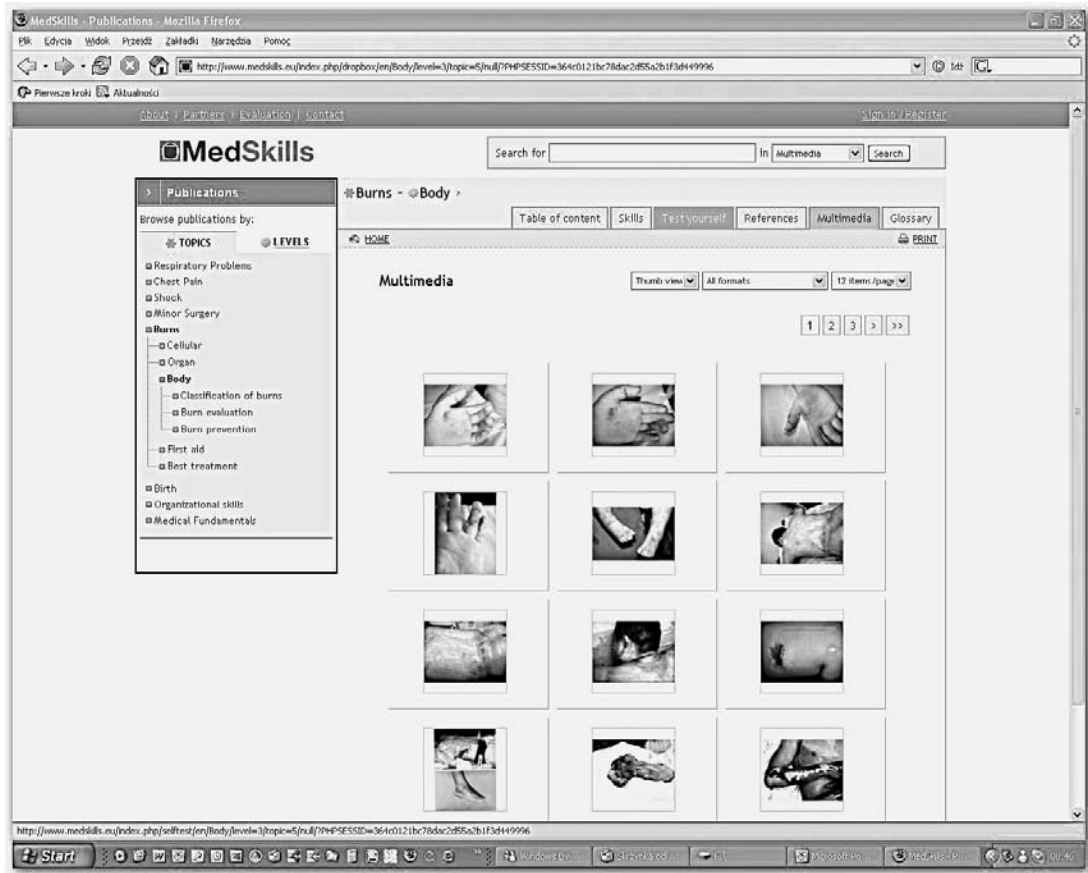 MedSkills - Publications - Mozilla Firefox
Plik Edycja Widok Przejdź Zakładki Narzędzia Pomoc
http://www.medskills.eu/index.php/dropbox/en/Body/level=3/topic=5/null/?PHPSESSID=364c0121bc78dac2d55a2b1f3d449996
Idź
Pierwsze kroki Aktualności
About | Partners | Evaluation | Contact
Sign in / Register
MedSkills
Search for In Multimedia Search
Publications
Browse publications by:
TOPICS LEVELS
Respiratory Problems
Chest Pain
Shock
Minor Surgery
Burns
Cellular
Organ
Body
Classification of burns
Burn evaluation
Burn prevention
First aid
Best treatment
Birth
Organizational skills
Medical Fundamentals
Burns - Body
Table of content Skills Test yourself References Multimedia Glossary
HOME PRINT
Multimedia
Thumb view All formats 12 items /page
1 2 3 > >>
http://www.medskills.eu/index.php/selftest/en/Body/level=3/topic=5/null/?PHPSESSID=364c0121bc78dac2d55a2b1f3d449996
Start